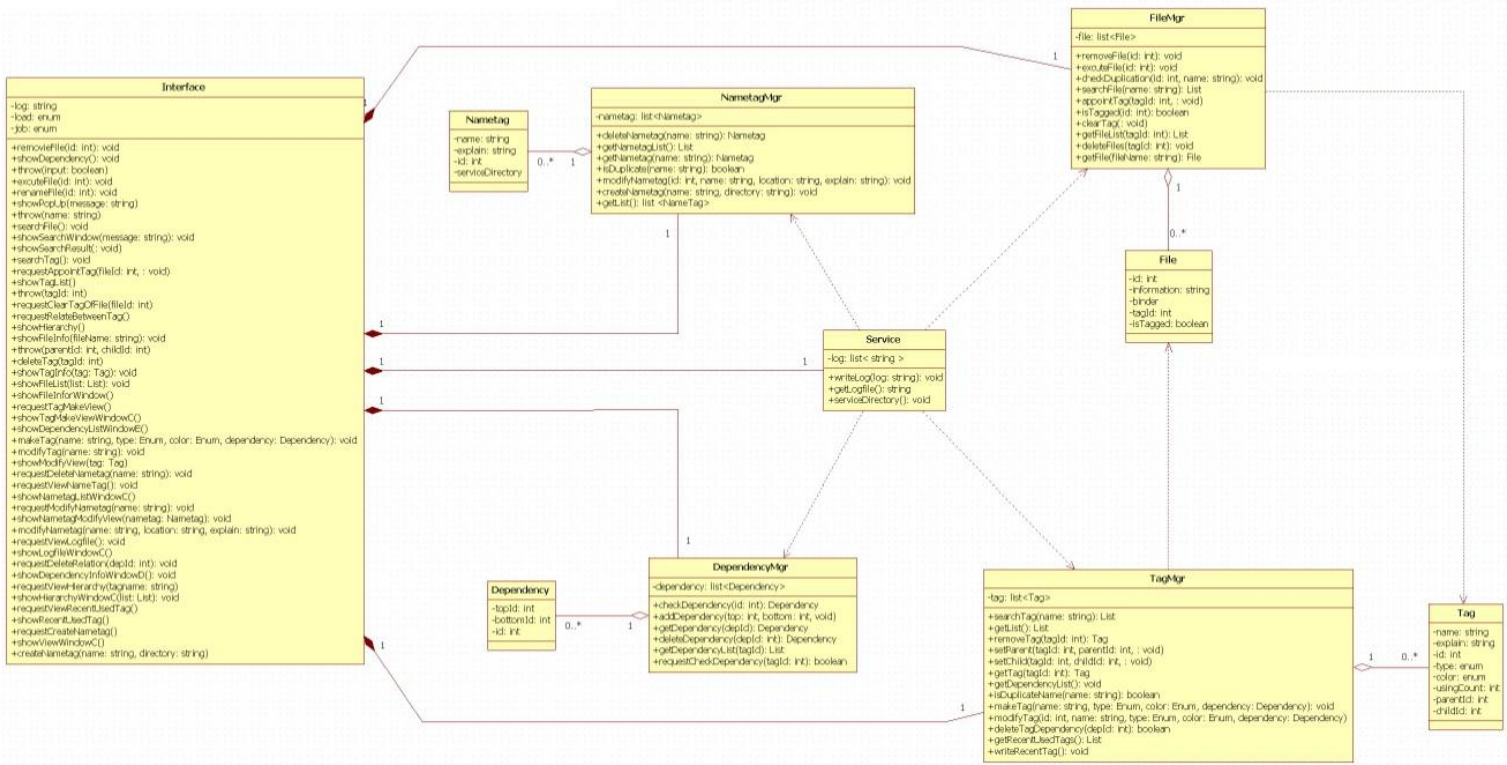 Interface
-log: string
-load: enum
-job: enum
+removieFile(id: int): void
+showDependency(): void
+throw(input: boolean)
+excuteFile(id: int): void
+renameFile(id: int): void
+showPopUp(message: string)
+throw(name: string)
+searchFile(): void
+showSearchWindow(message: string): void
+showSearchResult(: void)
+searchTag(): void
+requestAppointTag(fileId: int, : void)
+showTagList()
+throw(tagId: int)
+requestClearTagOfFile(fileId: int)
+requestRelateBetweenTag()
+showHierarchy()
+showFileInfo(fileName: string): void
+throw(parentId: int, childId: int)
+deleteTag(tagId: int)
+showTagInfo(tag: Tag): void
+showFileList(list: List): void
+showFileInforWindow()
+requestTagMakeView()
+showTagMakeViewWindowC()
+showDependencyListWindowE()
+makeTag(name: string, type: Enum, color: Enum, dependency: Dependency): void
+modifyTag(name: string): void
+showModifyView(tag: Tag)
+requestDeleteNametag(name: string): void
+requestViewNameTag(): void
+showNametagListWindowC()
+requestModifyNametag(name: string): void
+showNametagModifyView(nametag: Nametag): void
+modifyNametag(name: string, location: string, explain: string): void
+requestViewLogfile(): void
+showLogfileWindowC()
+requestDeleteRelation(depId: int): void
+showDependencyInfoWindowD(): void
+requestViewHierarchy(tagname: string)
+showHierarchyWindowC(list: List): void
+requestViewRecentUsedTag()
+showRecentUsedTag()
+requestCreateNametag()
+showViewWindowC()
+createNametag(name: string, directory: string)
1
1
1
1
1
Nametag
-name: string
-explain: string
-id: int
-serviceDirectory
0..*
1
NametagMgr
-nametag: list<Nametag>
+deleteNametag(name: string): Nametag
+getNametagList(): List
+getNametag(name: string): Nametag
+isDuplicate(name: string): boolean
+modifyNametag(id: int, name: string, location: string, explain: string): void
+createNametag(name: string, directory: string): void
+getList(): list <NameTag>
1
FileMgr
-file: list<File>
+removeFile(id: int): void
+excuteFile(id: int): void
+checkDuplication(id: int, name: string): void
+searchFile(name: string): List
+appointTag(tagId: int, : void)
+isTagged(id: int): boolean
+clearTag(: void)
+getFileList(tagId: int): List
+deleteFiles(tagId: int): void
+getFile(fileName: string): File
1
1
0..*
File
-id: int
-information: string
-binder
-tagId: int
-isTagged: boolean
Service
-log: list< string >
+writeLog(log: string): void
+getLogfile(): string
+serviceDirectory(): void
1
Dependency
-topId: int
-bottomId: int
-id: int
0..*
1
DependencyMgr
-dependency: list<Dependency>
+checkDependency(id: int): Dependency
+addDependency(top: int, bottom: int, void)
+getDependency(depId): Dependency
+deleteDependency(depId: int): Dependency
+getDependencyList(tagId): List
+requestCheckDependency(tagId: int): boolean
1
TagMgr
-tag: list<Tag>
+searchTag(name: string): List
+getList(): List
+removeTag(tagId: int): Tag
+setParent(tagId: int, parentId: int, : void)
+setChild(tagId: int, childId: int, : void)
+getTag(tagId: int): Tag
+getDependencyList(): void
+isDuplicateName(name: string): boolean
+makeTag(name: string, type: Enum, color: Enum, dependency: Dependency): void
+modifyTag(id: int, name: string, type: Enum, color: Enum, dependency: Dependency)
+deleteTagDependency(depId: int): boolean
+getRecentUsedTags(): List
+writeRecentTag(): void
1
1
0..*
Tag
-name: string
-explain: string
-id: int
-type: enum
-color: enum
-usingCount: int
-parentId: int
-childId: int